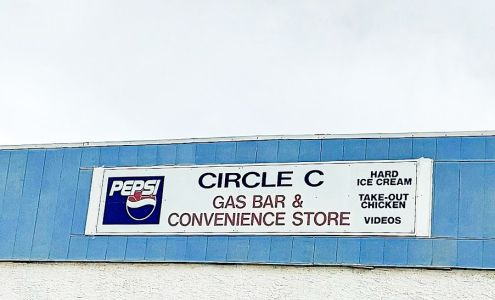 PEPSI
CIRCLE C
GAS BAR &
CONVENIENCE STORE
HARD
ICE CREAM
TAKE-OUT
CHICKEN
VIDEOS